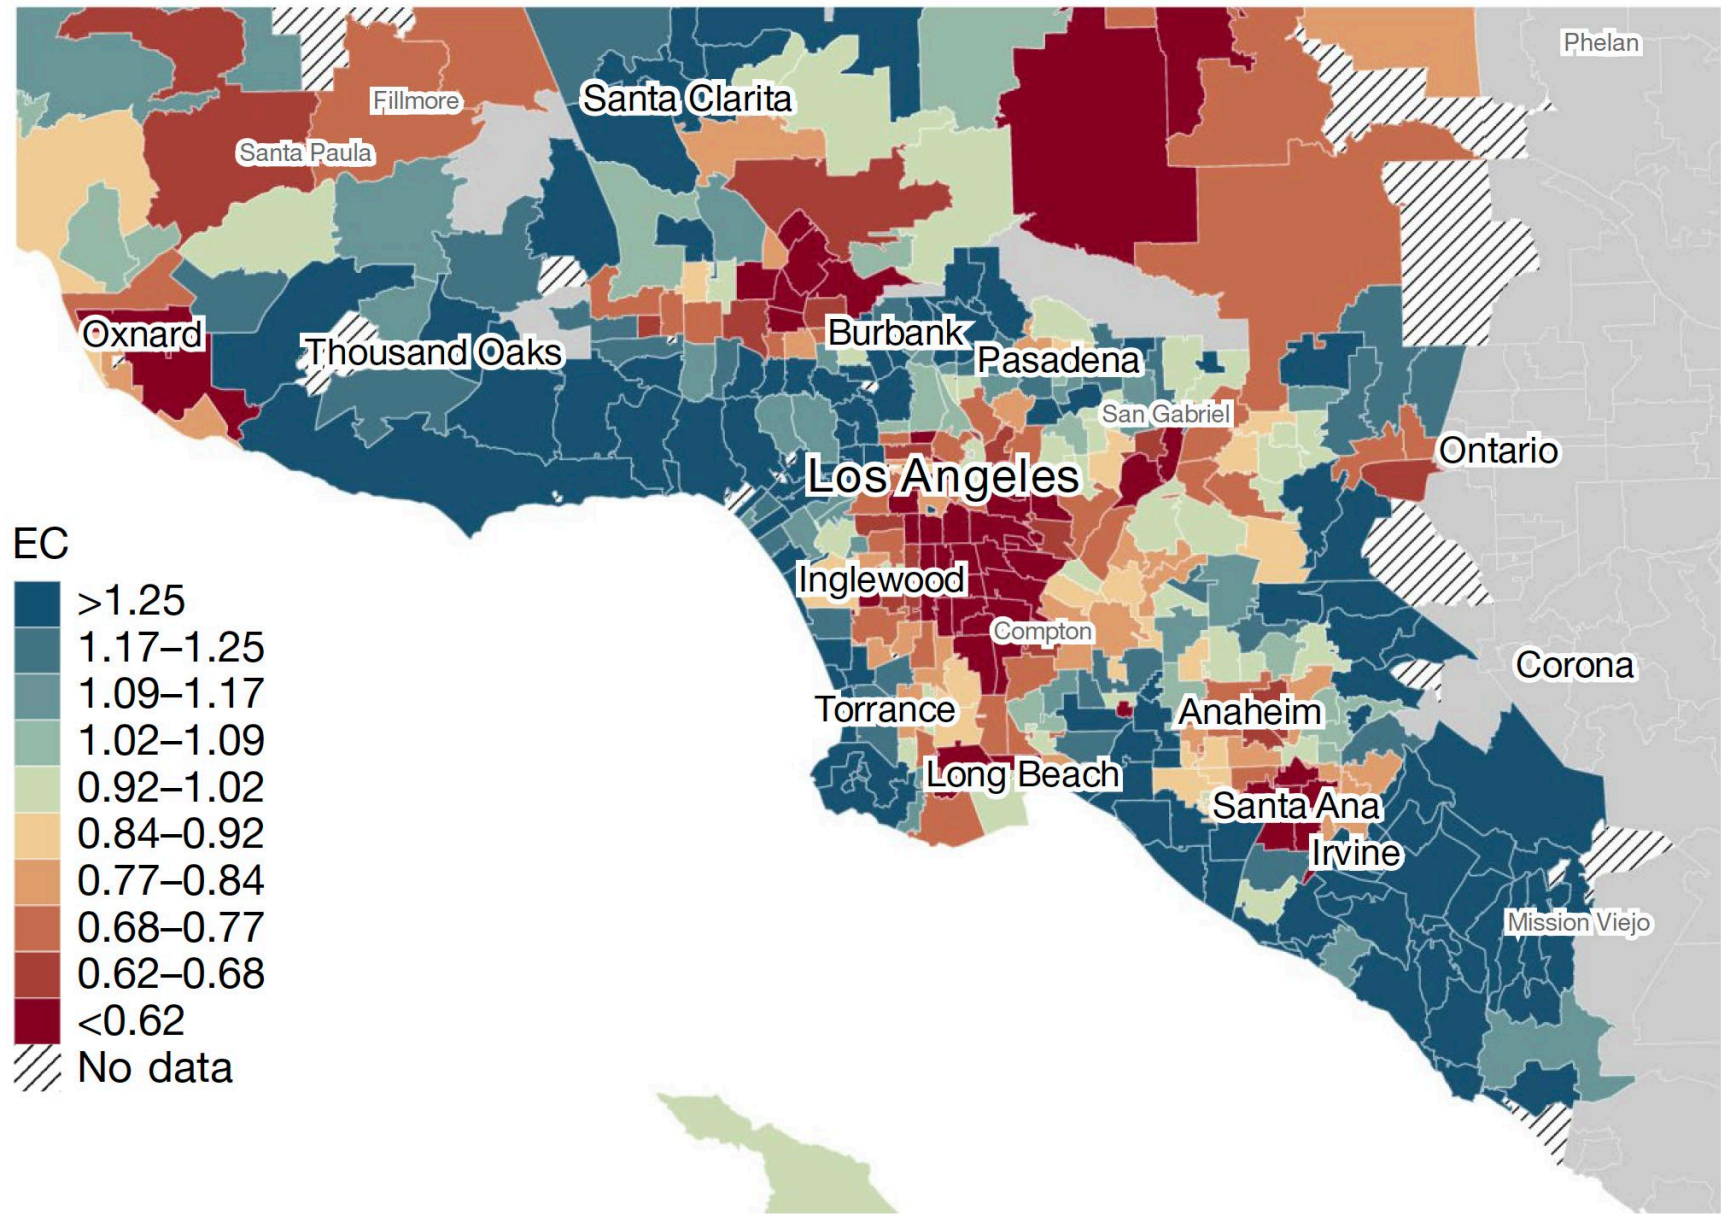 Phelan
Santa Clarita
Fillmore
Santa Paula
Oxnard
Burbank
Thousand Oaks
Pasadena
San Gabriel
Ontario
Los Angeles
Inglewood
Compton
Corona
Torrance
Anaheim
Long Beach
Santa Ana
Irvine
Mission Viejo
EC
>1.25
1.17–1.25
1.09–1.17
1.02–1.09
0.92–1.02
0.84–0.92
0.77–0.84
0.68–0.77
0.62–0.68
<0.62
No data